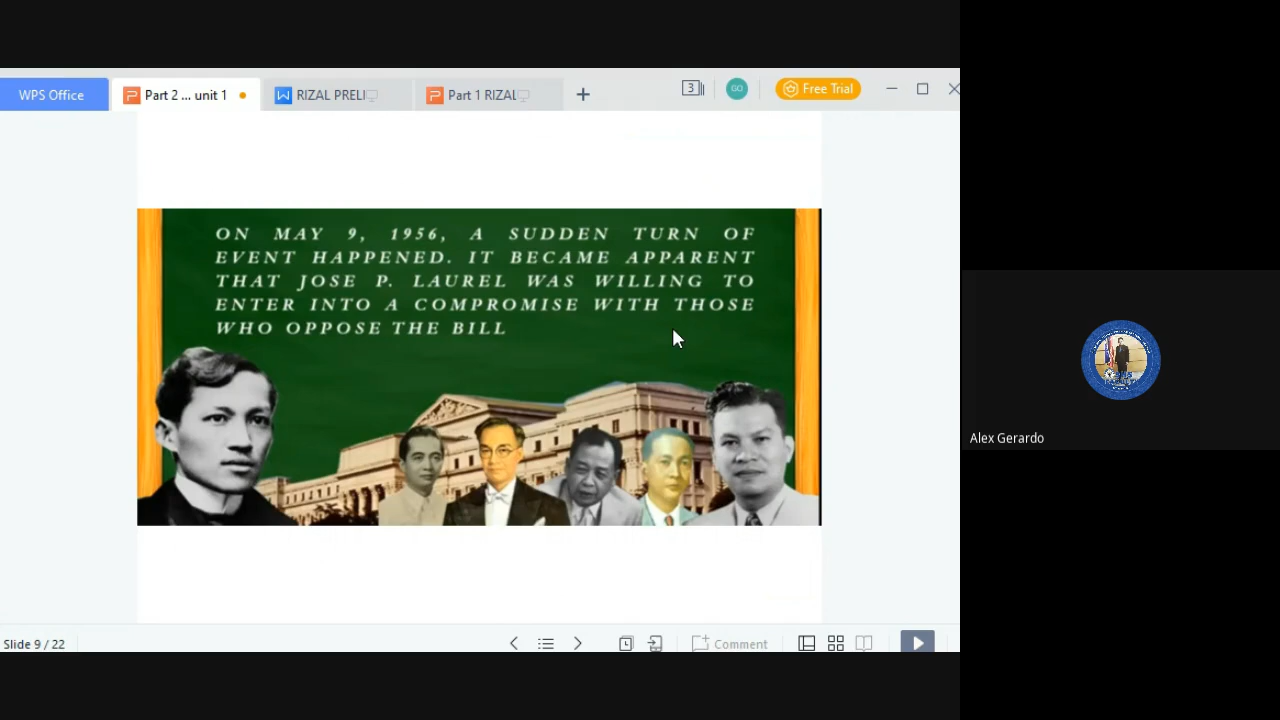 WPS Office
Part 2 ... unit 1
RIZAL PRELI
Part 1 RIZAL
3
GO
Free Trial
ON MAY 9, 1956, A SUDDEN TURN OF
EVENT HAPPENED. IT BECAME APPARENT
THAT JOSE P. LAUREL WAS WILLING TO
ENTER INTO A COMPROMISE WITH THOSE
WHO OPPOSE THE BILL
Alex Gerardo
Slide 9 / 22
Comment